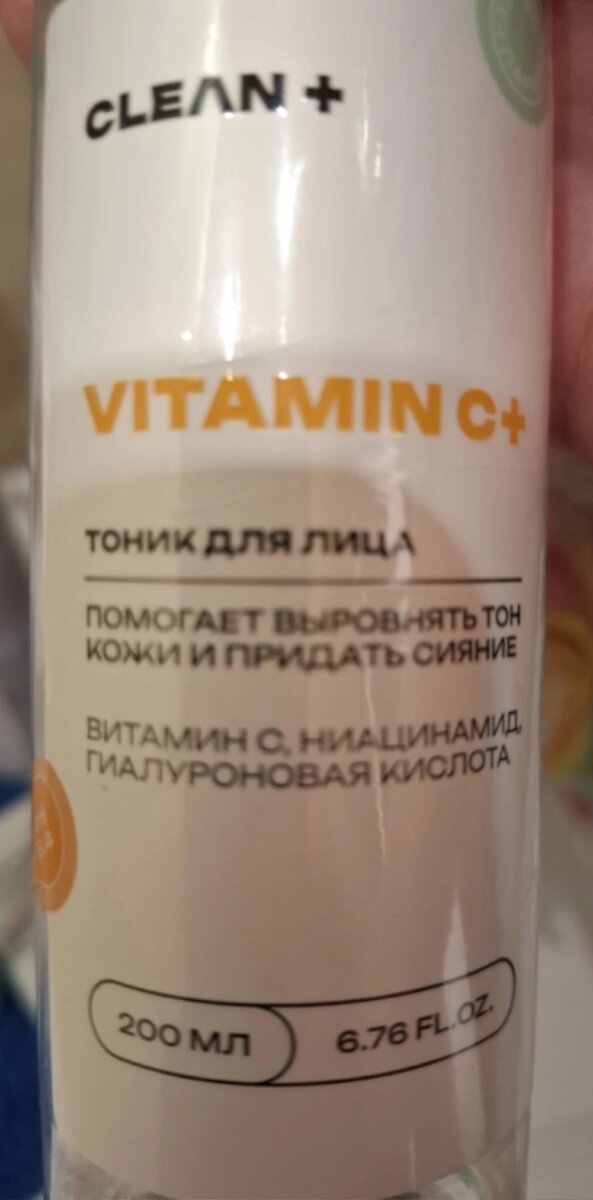 CLEAN +
VITAMIN C+
ТОНИК ДЛЯ ЛИЦА
ПОМОГАЕТ ВЫРОВНЯТЬ ТОН
КОЖИ И ПРИДАТЬ СИЯНИЕ
ВИТАМИН С, НИАЦИНАМИД,
ГИАЛУРОНОВАЯ КИСЛОТА
200 МЛ 6.76 FL.OZ.